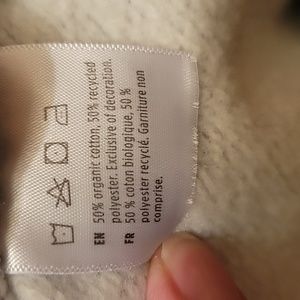 EN 50% organic cotton, 50% recycled
polyester. Exclusive of decoration.
FR 50 % coton biologique, 50 %
polyester recyclé. Garniture non
comprise.